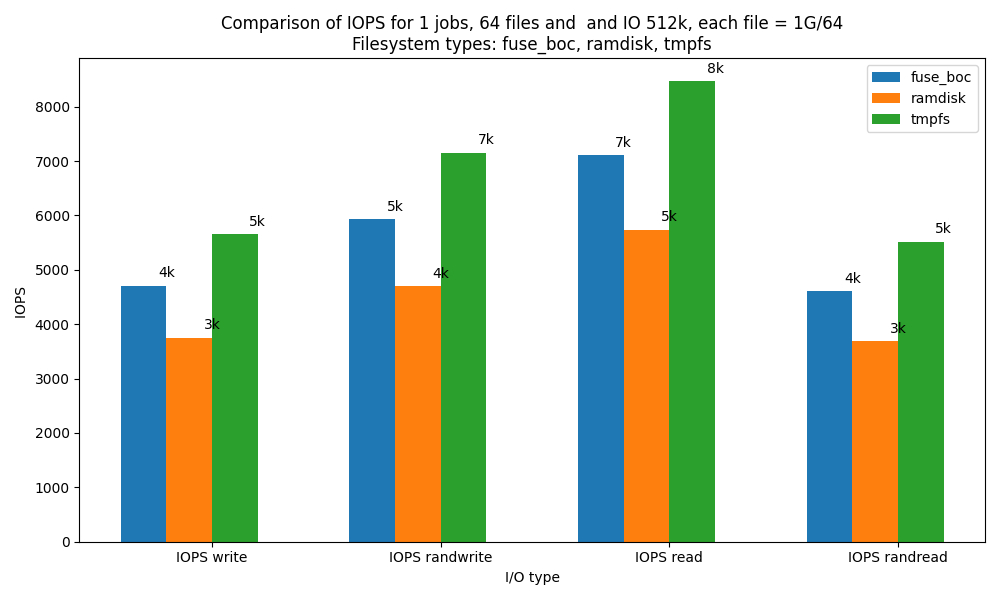 Comparison of IOPS for 1 jobs, 64 files and  and IO 512k, each file = 1G/64
Filesystem types: fuse_boc, ramdisk, tmpfs
fuse_boc
ramdisk
tmpfs
IOPS
8000
7000
6000
5000
4000
3000
2000
1000
0
4k
3k
5k
5k
4k
7k
7k
5k
8k
4k
3k
5k
IOPS write
IOPS randwrite
IOPS read
IOPS randread
I/O type